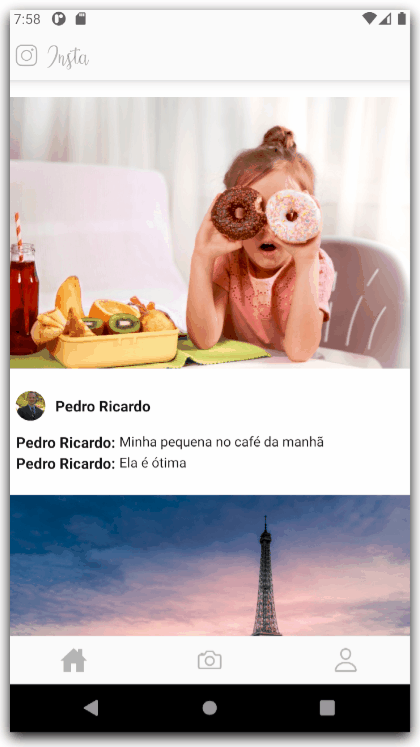 7:58
Insta
Pedro Ricardo
Pedro Ricardo: Minha pequena no café da manhã
Pedro Ricardo: Ela é ótima